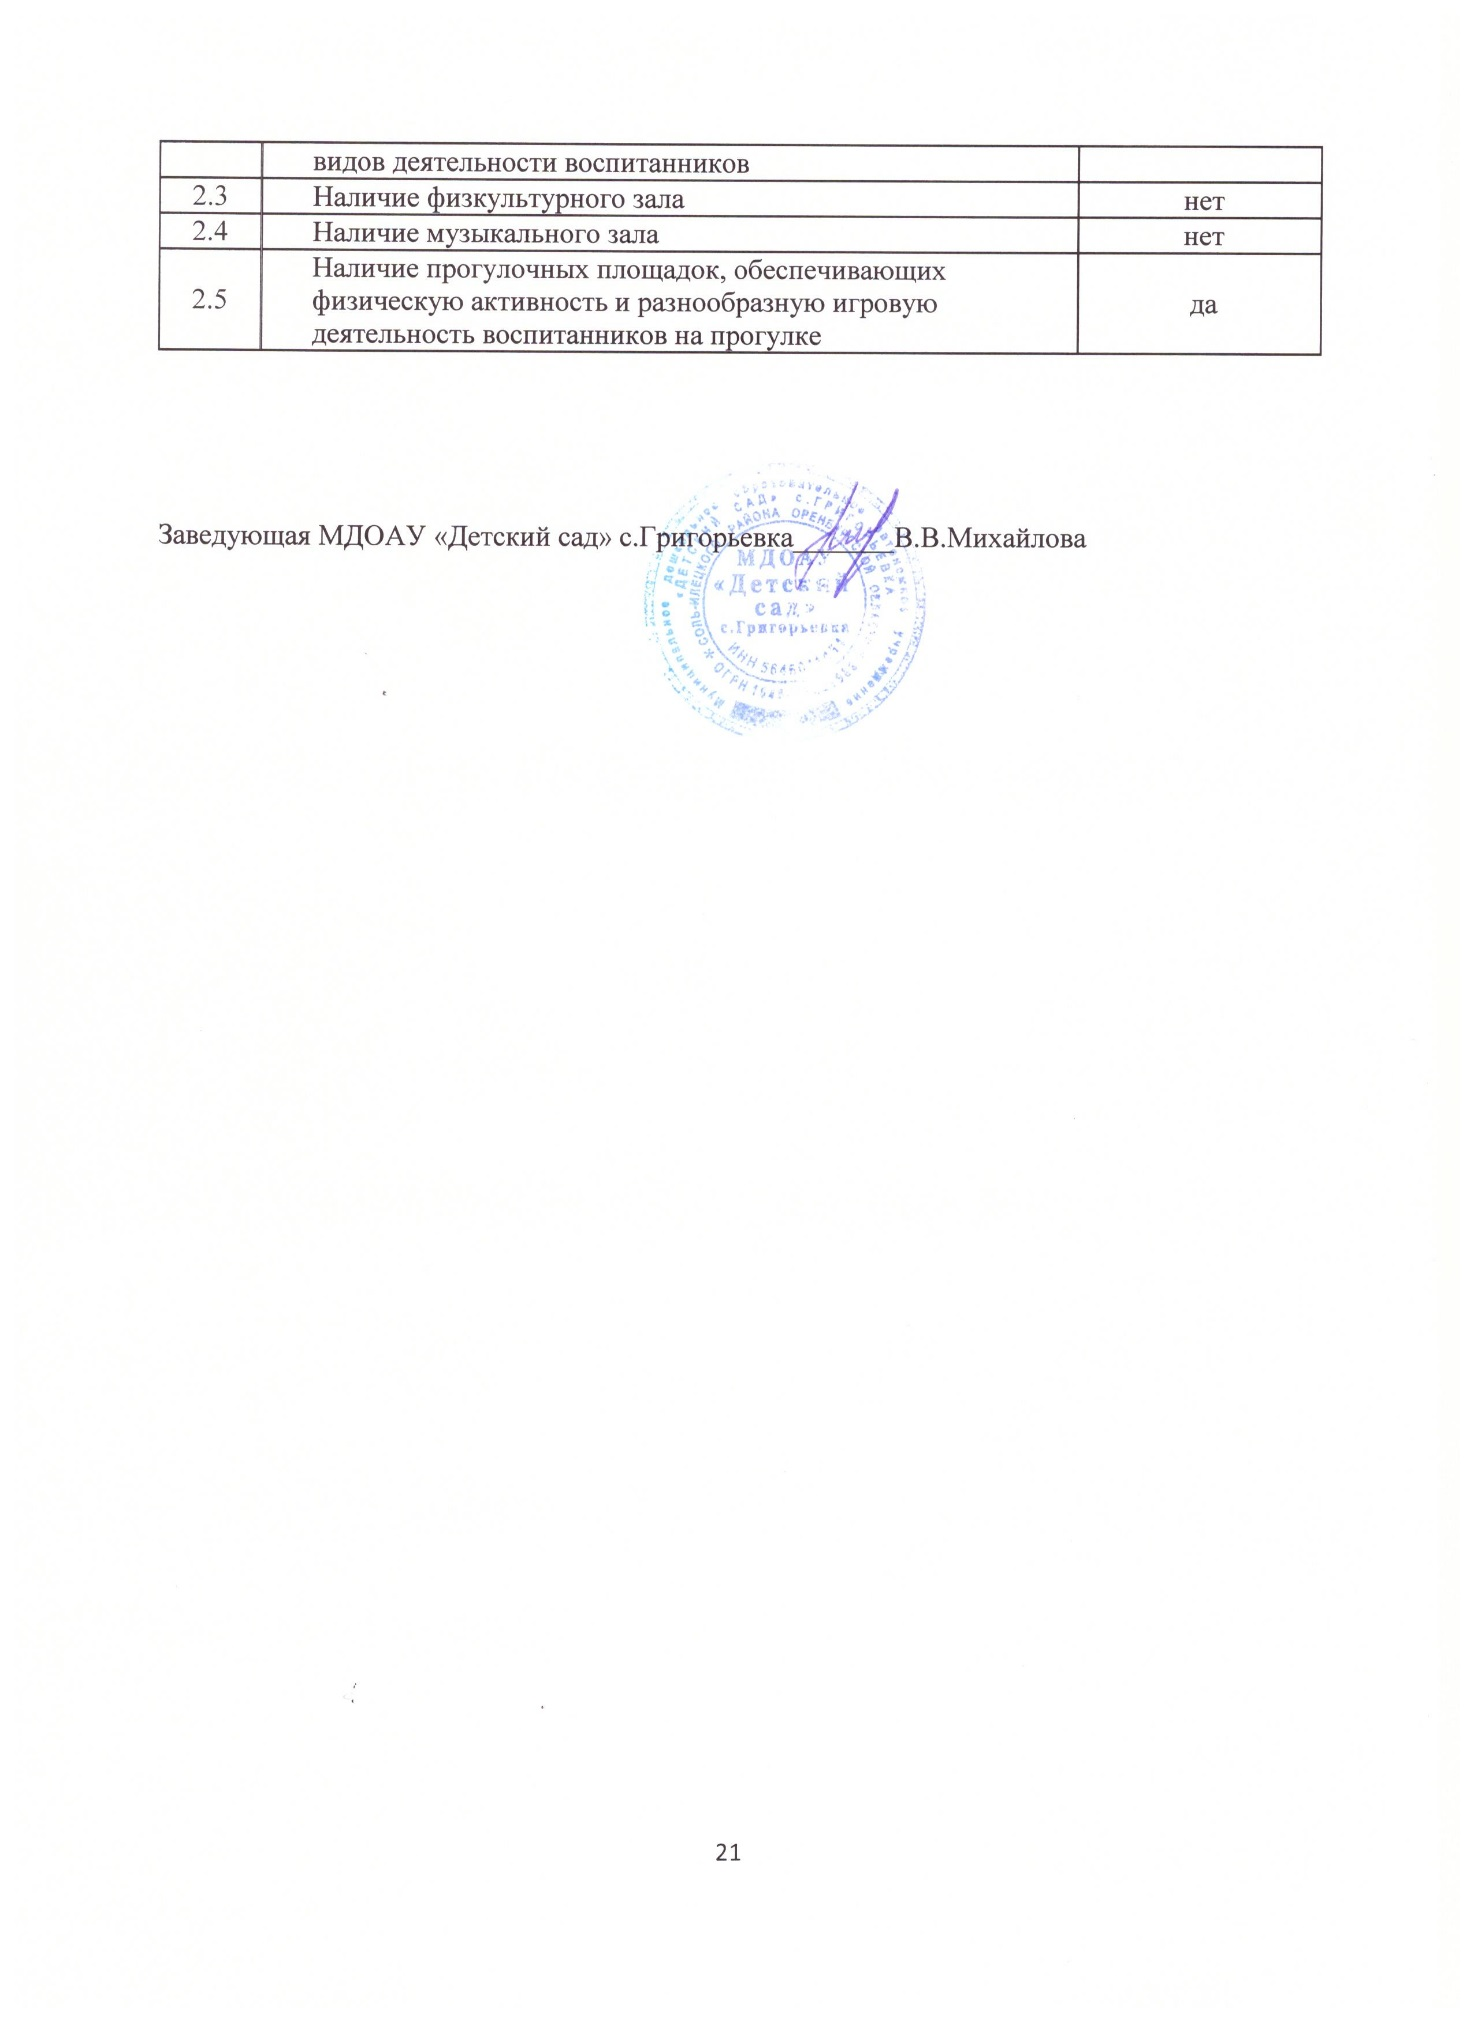 видов деятельности воспитанников
2.3 Наличие физкультурного зала нет
2.4 Наличие музыкального зала нет
2.5 Наличие прогулочных площадок, обеспечивающих
физическую активность и разнообразную игровую
деятельность воспитанников на прогулке
да
Заведующая МДОАУ «Детский сад» с.Григорьевка В.В.Михайлова
МДОАУ
«Детский
сад»
с.Григорьевка
21